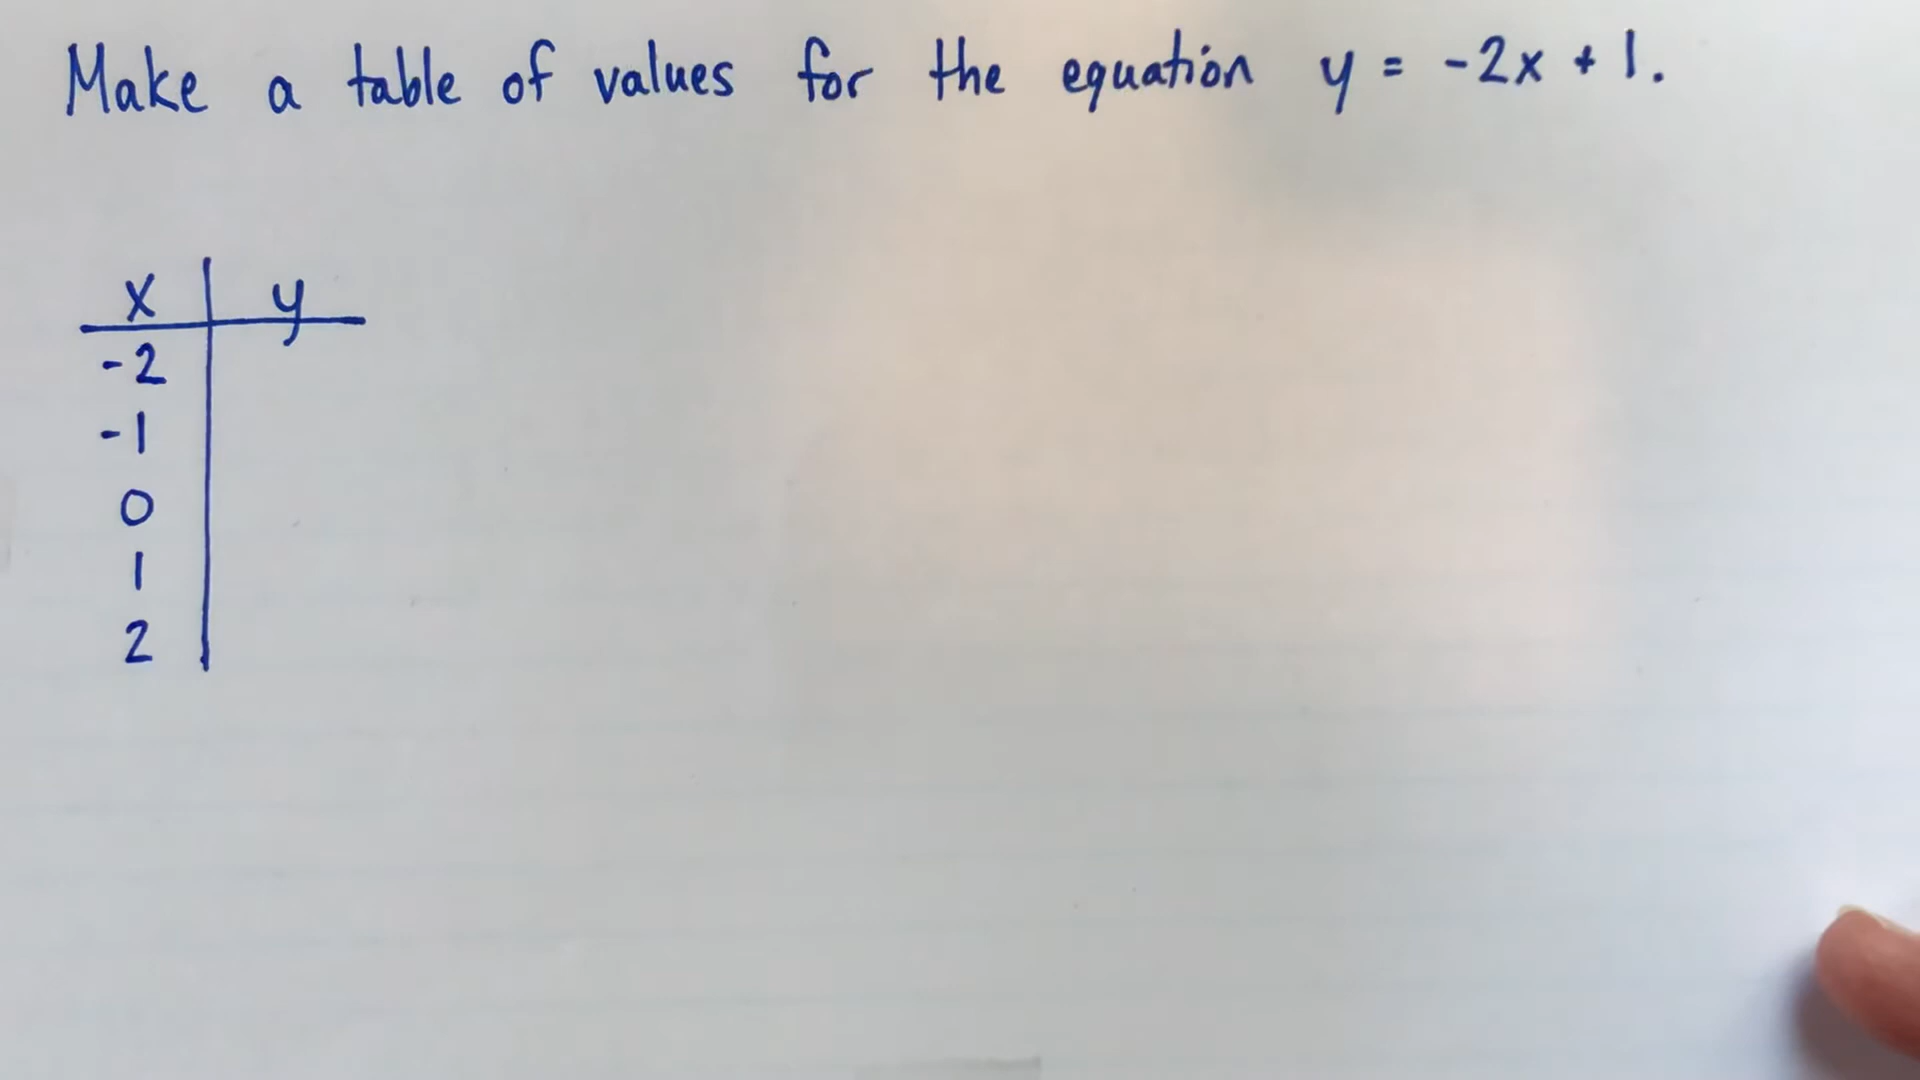 Make a table of values for the equation y = -2x + 1.
x y
-2
-1
0
1
2